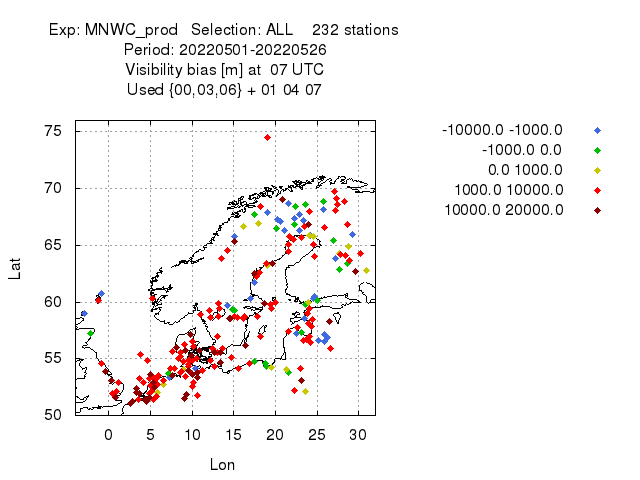 Exp: MNWC_prod Selection: ALL 232 stations
Period: 20220501-20220526
Visibility bias [m] at 07 UTC
Used {00,03,06} + 01 04 07
-10000.0 -1000.0
-1000.0 0.0
0.0 1000.0
1000.0 10000.0
10000.0 20000.0
75
70
65
60
55
50
Lat
0 5 10 15 20 25 30
Lon